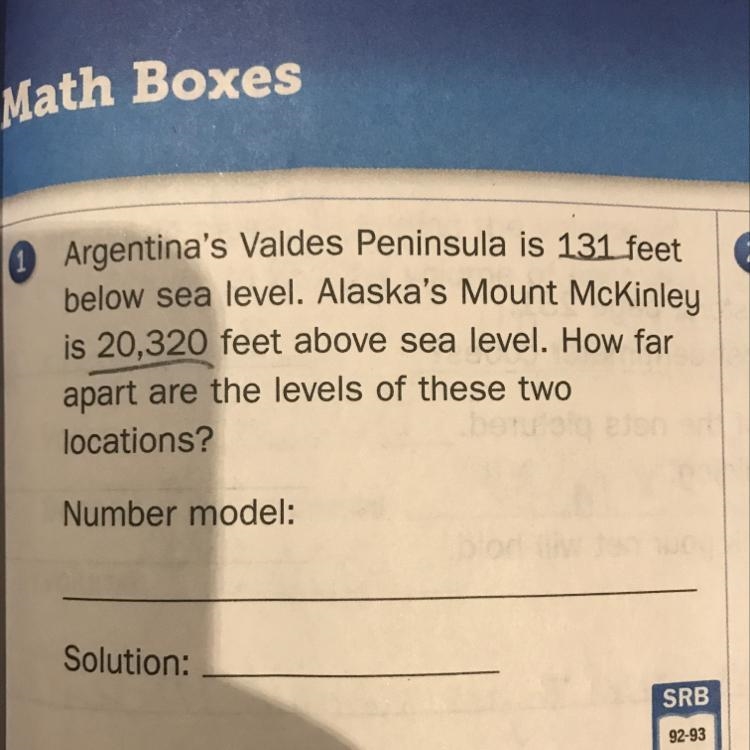 Math Boxes
1 Argentina's Valdes Peninsula is 131 feet
below sea level. Alaska's Mount McKinley
is 20,320 feet above sea level. How far
apart are the levels of these two
locations?
Number model:
Solution:
SRB
92-93